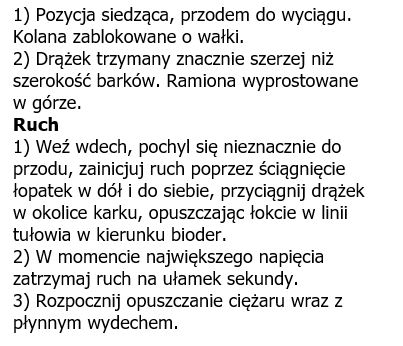 1) Pozycja siedząca, przodem do wyciągu.
Kolana zablokowane o wałki.
2) Drążek trzymany znacznie szerzej niż
szerokość barków. Ramiona wyprostowane
w górze.
Ruch
1) Weź wdech, pochyl się nieznacznie do
przodu, zainicjuj ruch poprzez ściągnięcie
łopatek w dół i do siebie, przyciągnij drążek
w okolice karku, opuszczając łokcie w linii
tułowia w kierunku bioder.
2) W momencie największego napięcia
zatrzymaj ruch na ułamek sekundy.
3) Rozpocznij opuszczanie ciężaru wraz z
płynnym wydechem.